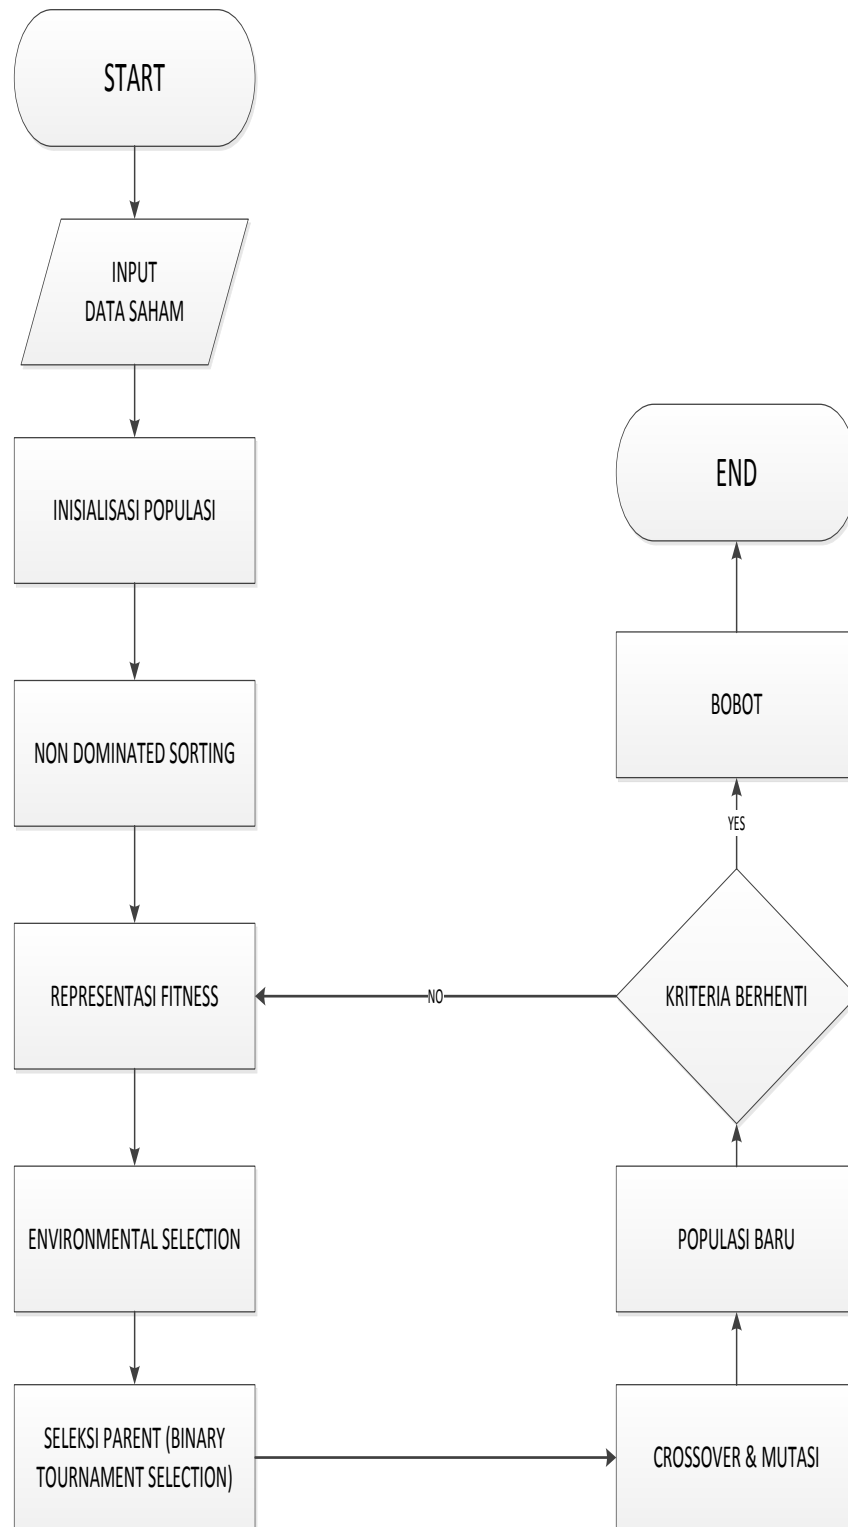 START
INPUT
DATA SAHAM
INISIALISASI POPULASI
NON DOMINATED SORTING
REPRESENTASI FITNESS
ENVIRONMENTAL SELECTION
SELEKSI PARENT (BINARY
TOURNAMENT SELECTION)
CROSSOVER & MUTASI
POPULASI BARU
KRITERIA BERHENTI
NO
YES
BOBOT
END